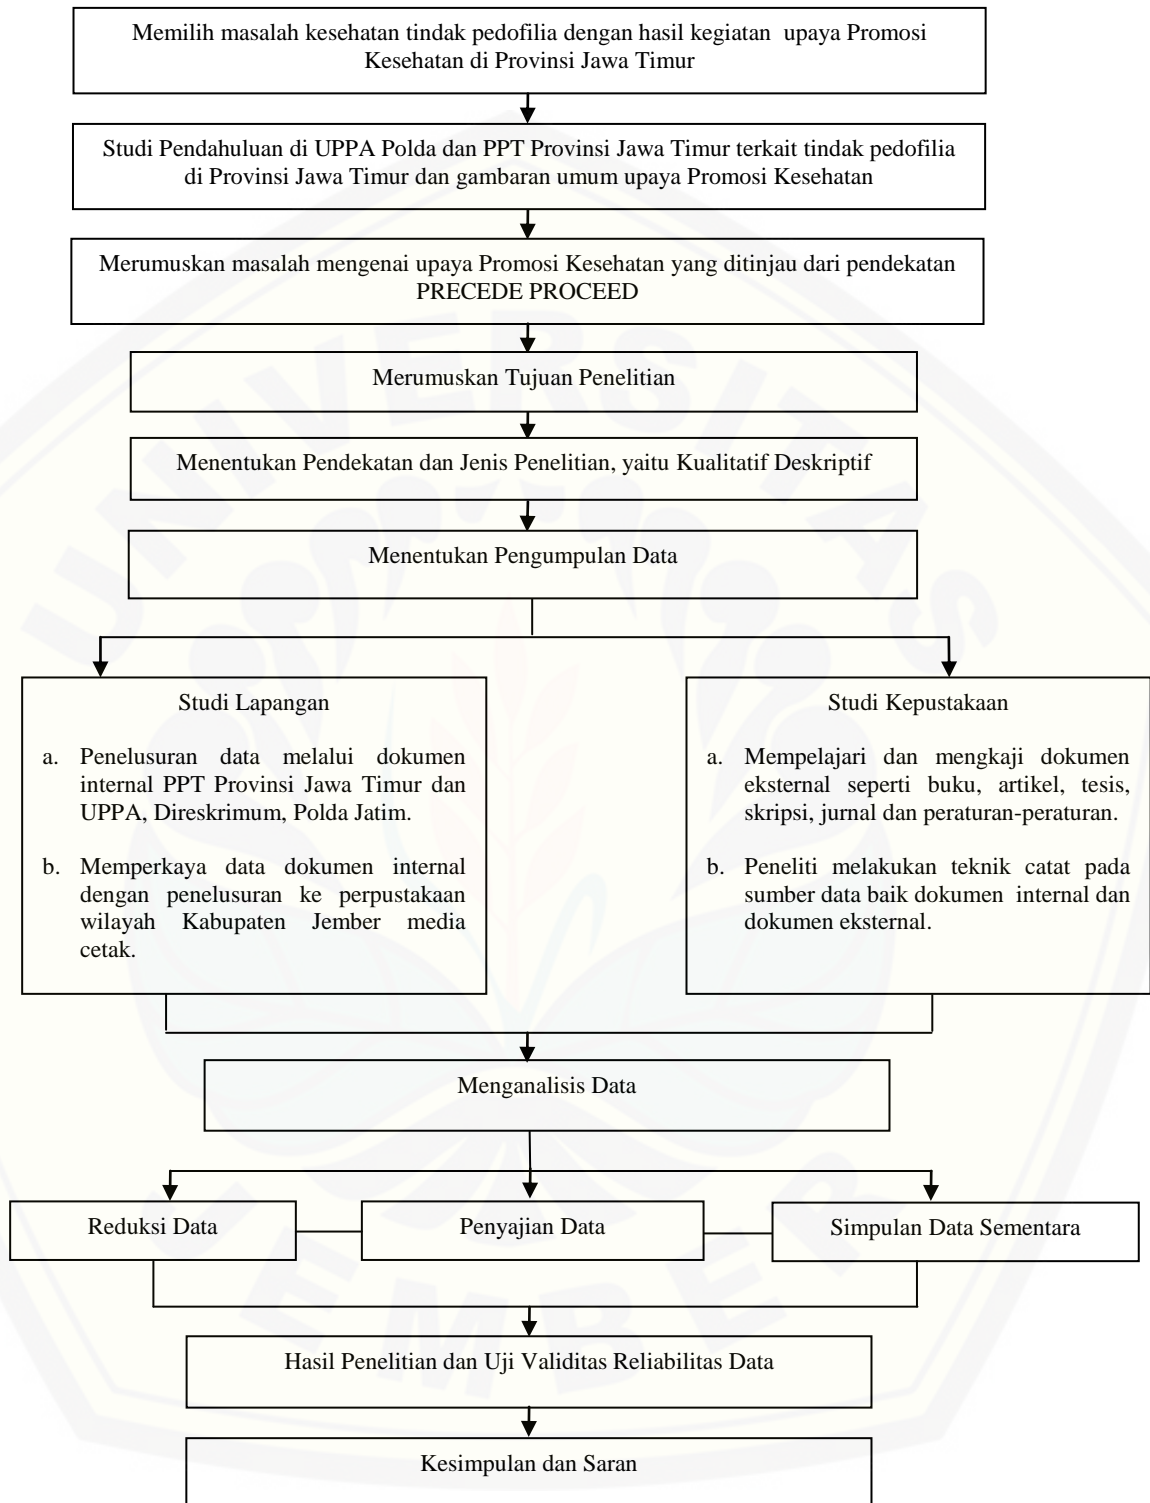 Memilih masalah kesehatan tindak pedofilia dengan hasil kegiatan upaya Promosi
Kesehatan di Provinsi Jawa Timur
Studi Pendahuluan di UPPA Polda dan PPT Provinsi Jawa Timur terkait tindak pedofilia
di Provinsi Jawa Timur dan gambaran umum upaya Promosi Kesehatan
Merumuskan masalah mengenai upaya Promosi Kesehatan yang ditinjau dari pendekatan
PRECEDE PROCEED
Merumuskan Tujuan Penelitian
Menentukan Pendekatan dan Jenis Penelitian, yaitu Kualitatif Deskriptif
Menentukan Pengumpulan Data
Studi Lapangan
a. Penelusuran data melalui dokumen
internal PPT Provinsi Jawa Timur dan
UPPA, Direskrimum, Polda Jatim.
b. Memperkaya data dokumen internal
dengan penelusuran ke perpustakaan
wilayah Kabupaten Jember media
cetak.
Studi Kepustakaan
a. Mempelajari dan mengkaji dokumen
eksternal seperti buku, artikel, tesis,
skripsi, jurnal dan peraturan-peraturan.
b. Peneliti melakukan teknik catat pada
sumber data baik dokumen internal dan
dokumen eksternal.
Menganalisis Data
Reduksi Data
Penyajian Data
Simpulan Data Sementara
Hasil Penelitian dan Uji Validitas Reliabilitas Data
Kesimpulan dan Saran
UNIVERSITAS
JEMBER